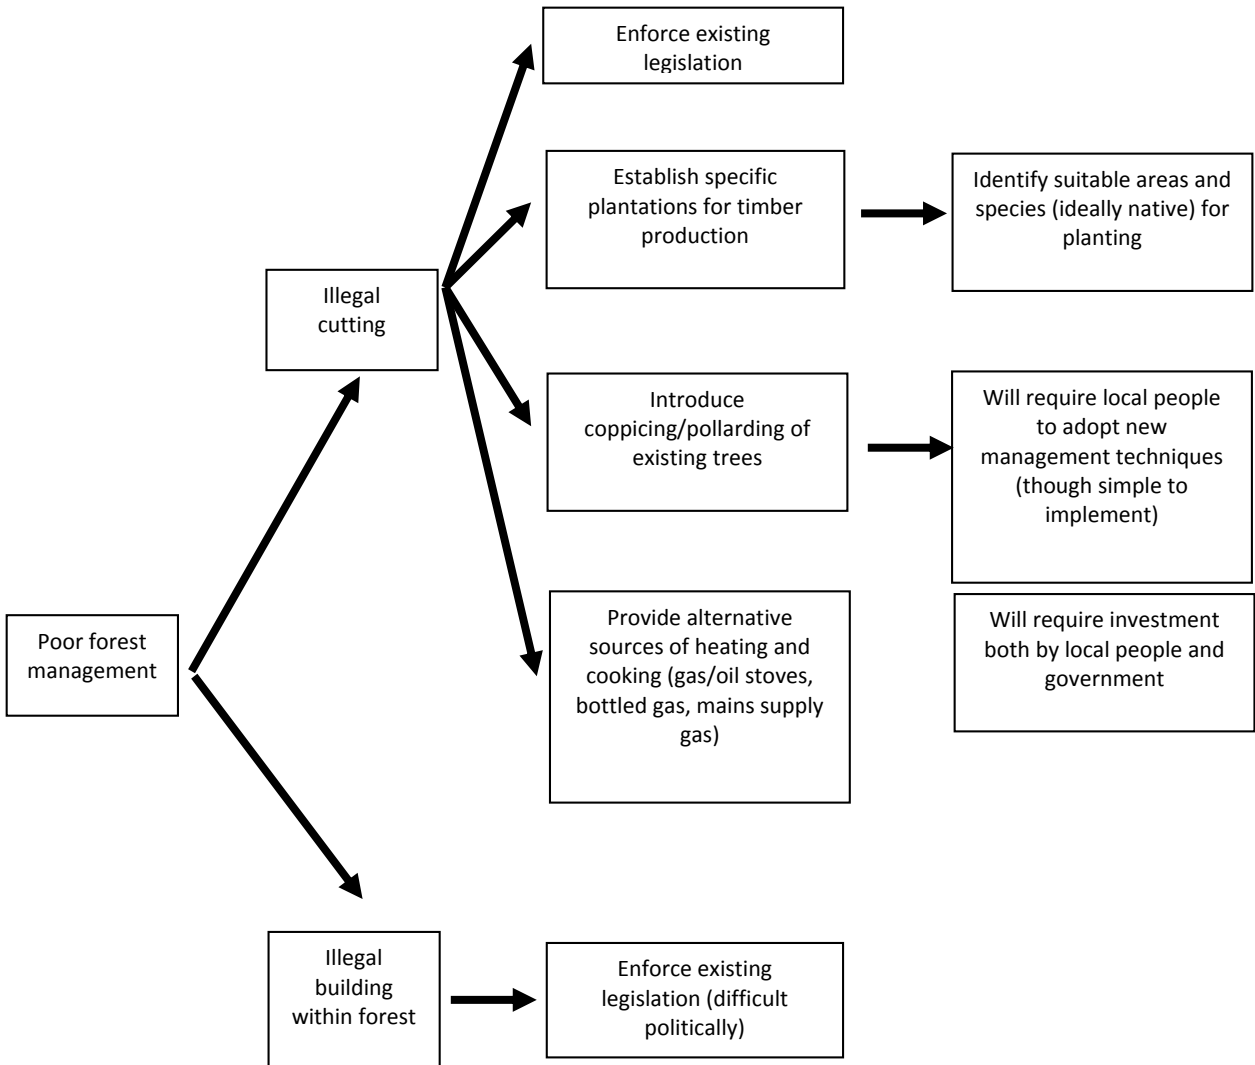 Enforce existing
legislation
Establish specific
plantations for timber
production
Identify suitable areas and
species (ideally native) for
planting
Illegal
cutting
Introduce
coppicing/pollarding of
existing trees
Will require local people
to adopt new
management techniques
(though simple to
implement)
Poor forest
management
Provide alternative
sources of heating and
cooking (gas/oil stoves,
bottled gas, mains supply
gas)
Will require investment
both by local people and
government
Illegal
building
within forest
Enforce existing
legislation (difficult
politically)